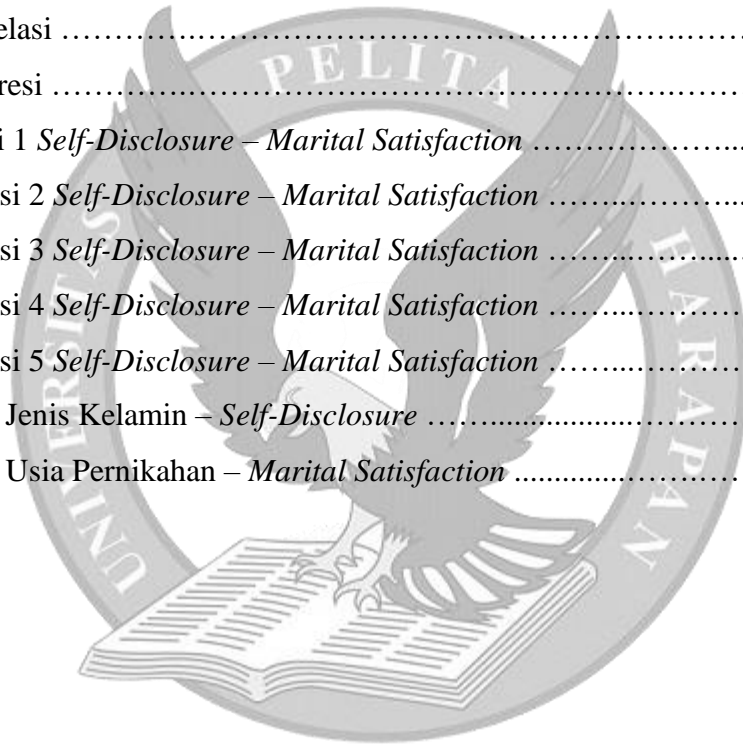 elasi ………..…………………………………………….……
resi ………….…………………………………………….……
i 1 Self-Disclosure – Marital Satisfaction ………………....
si 2 Self-Disclosure – Marital Satisfaction ……..………...
si 3 Self-Disclosure – Marital Satisfaction ……...…….....
si 4 Self-Disclosure – Marital Satisfaction ……...…………
si 5 Self-Disclosure – Marital Satisfaction ……...…………
Jenis Kelamin – Self-Disclosure ……...................………
Usia Pernikahan – Marital Satisfaction ..............…….…
UNIVERSITAS PELITA HARAPAN